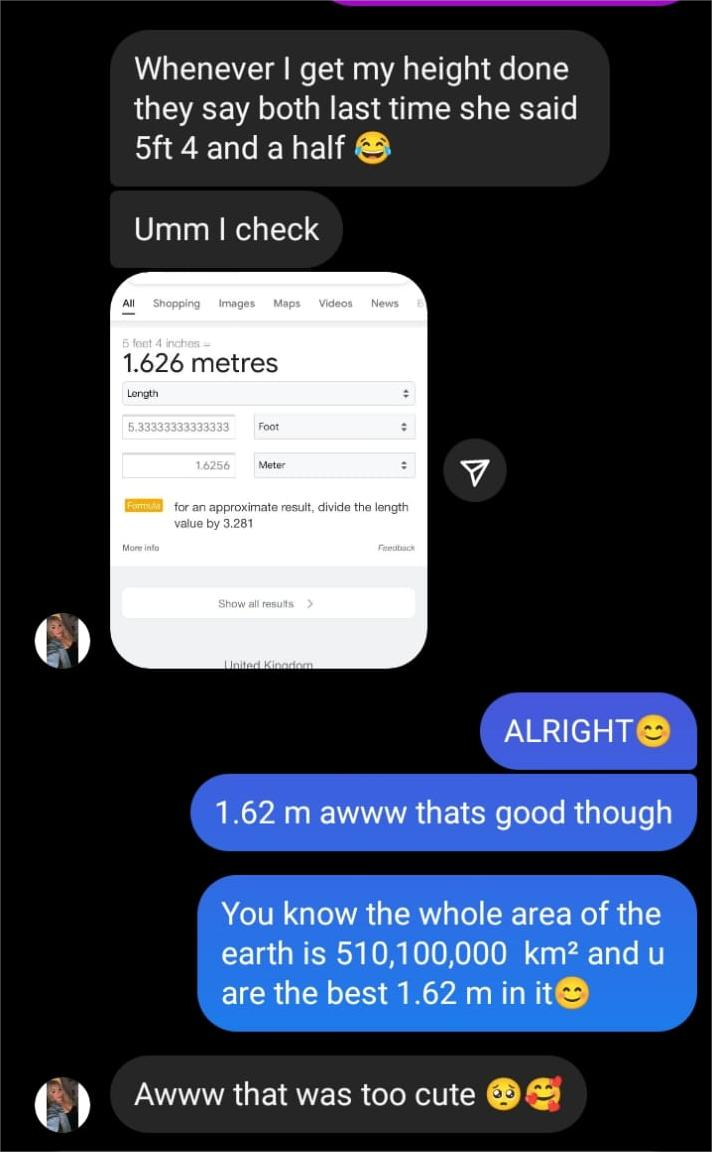 Whenever I get my height done
they say both last time she said
5ft 4 and a half 😂
Umm I check
All Shopping Images Maps Videos News
5 feet 4 inches =
1.626 metres
Length
5.33333333333333 Foot
1.6256 Meter
Formula for an approximate result, divide the length
value by 3.281
More info Feedback
Show all results >
United Kingdom
ALRIGHT😊
1.62 m awww thats good though
You know the whole area of the
earth is 510,100,000 km² and u
are the best 1.62 m in it😊
Awww that was too cute 🥺🥰